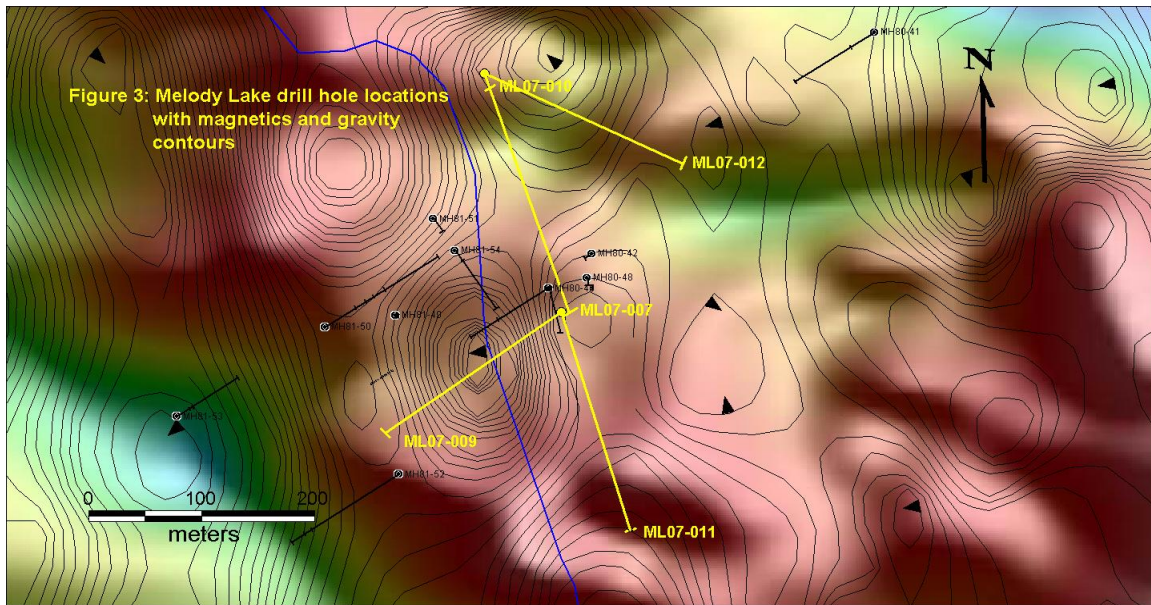 MH80-41
N
Figure 3: Melody Lake drill hole locations
with magnetics and gravity
contours
ML07-010
ML07-012
MH81-51
MH81-54
MH80-42
MH80-48
MH81-49
MH81-50
ML07-007
MH81-53
ML07-009
MH81-52
0 100 200
meters
ML07-011